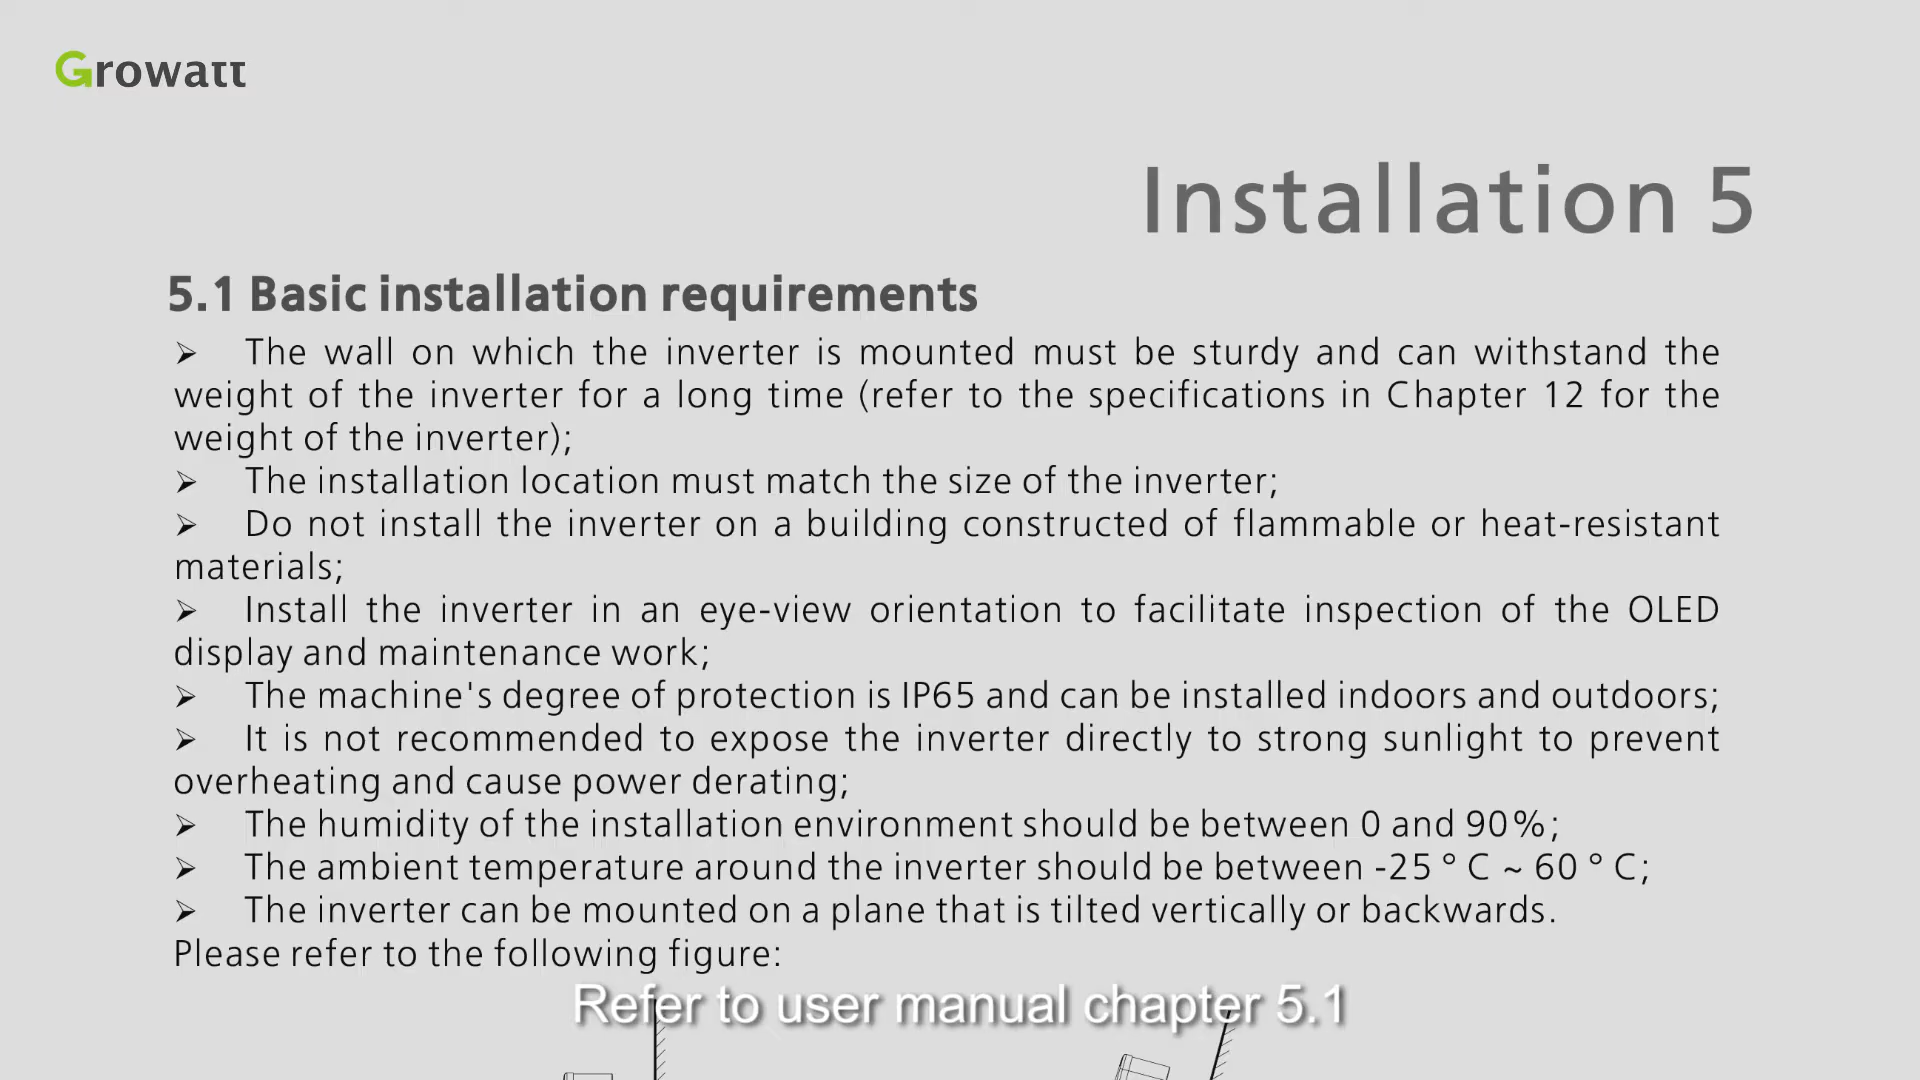 Growatt
Installation 5
5.1 Basic installation requirements
➢ The wall on which the inverter is mounted must be sturdy and can withstand the
weight of the inverter for a long time (refer to the specifications in Chapter 12 for the
weight of the inverter);
➢ The installation location must match the size of the inverter;
➢ Do not install the inverter on a building constructed of flammable or heat-resistant
materials;
➢ Install the inverter in an eye-view orientation to facilitate inspection of the OLED
display and maintenance work;
➢ The machine's degree of protection is IP65 and can be installed indoors and outdoors;
➢ It is not recommended to expose the inverter directly to strong sunlight to prevent
overheating and cause power derating;
➢ The humidity of the installation environment should be between 0 and 90%;
➢ The ambient temperature around the inverter should be between -25 ° C ~ 60 ° C;
➢ The inverter can be mounted on a plane that is tilted vertically or backwards.
Please refer to the following figure:
Refer to user manual chapter 5.1